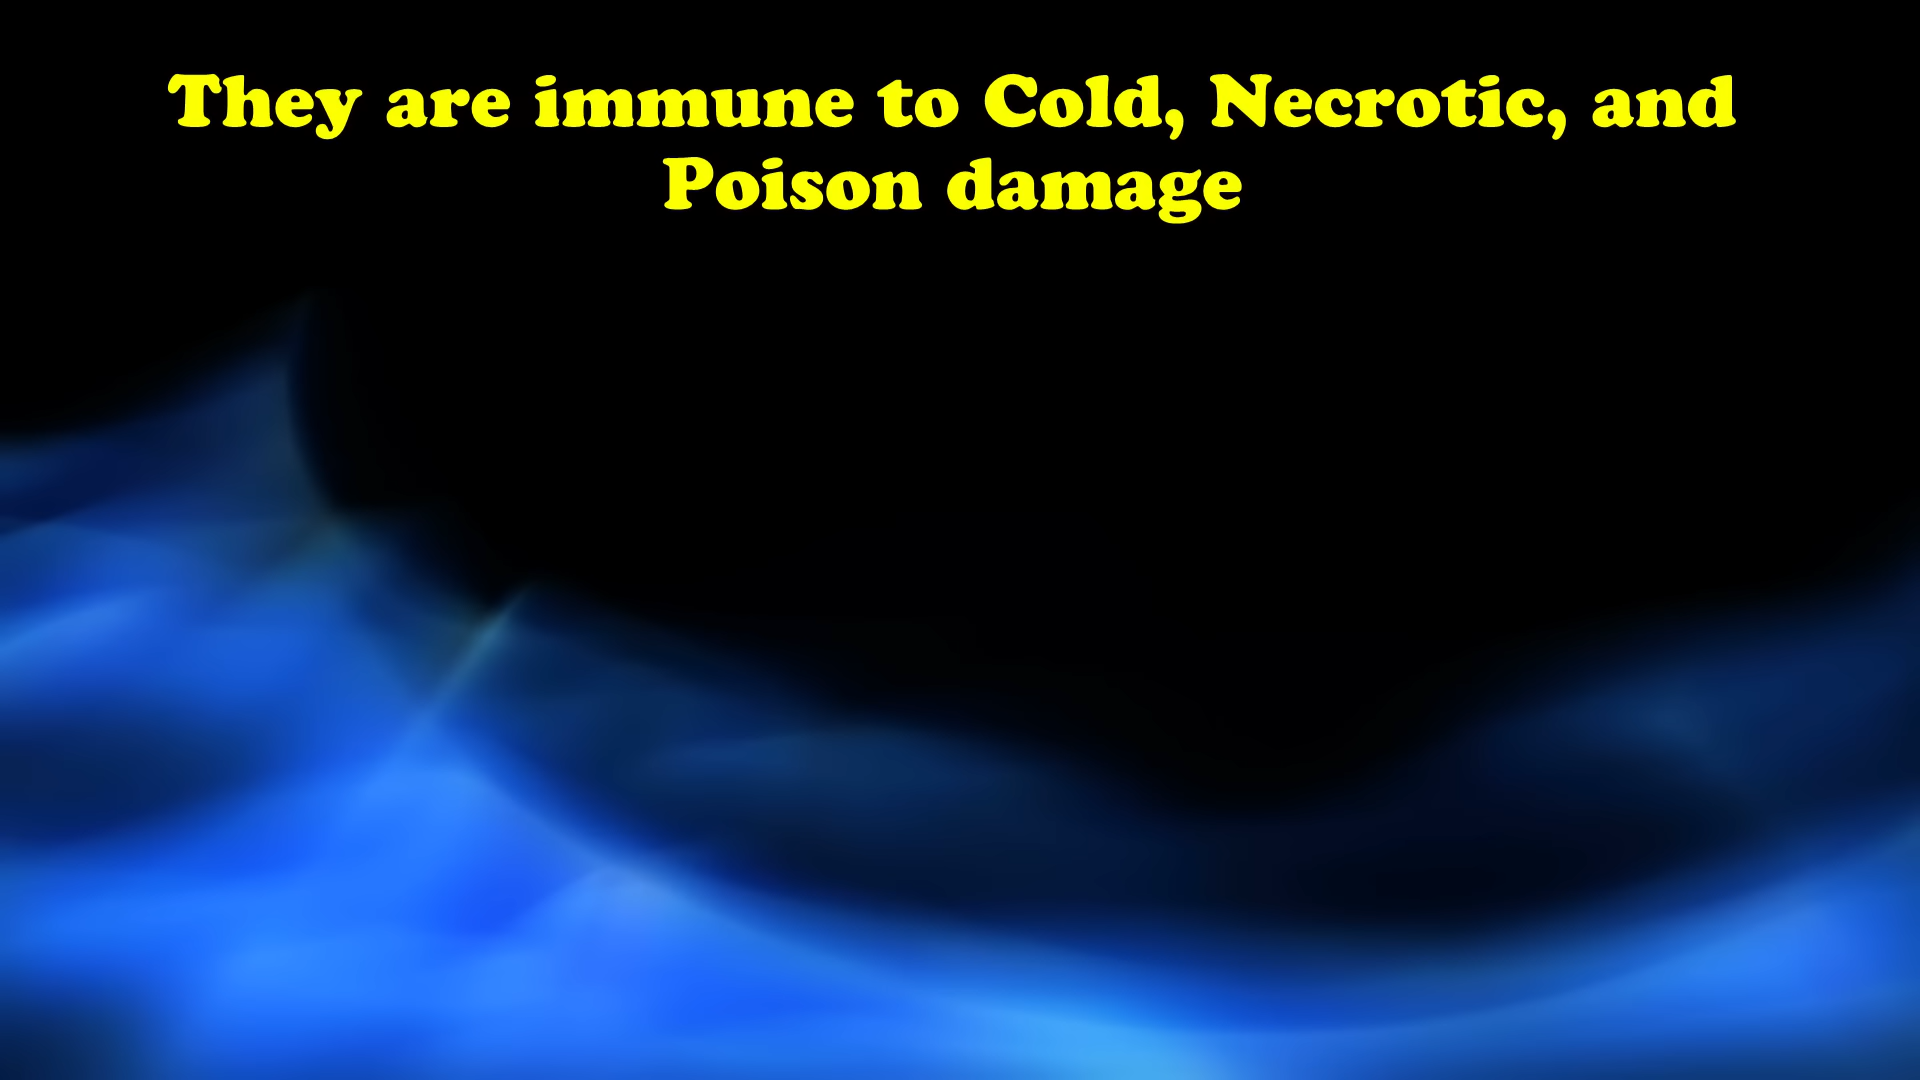 They are immune to Cold, Necrotic, and
Poison damage